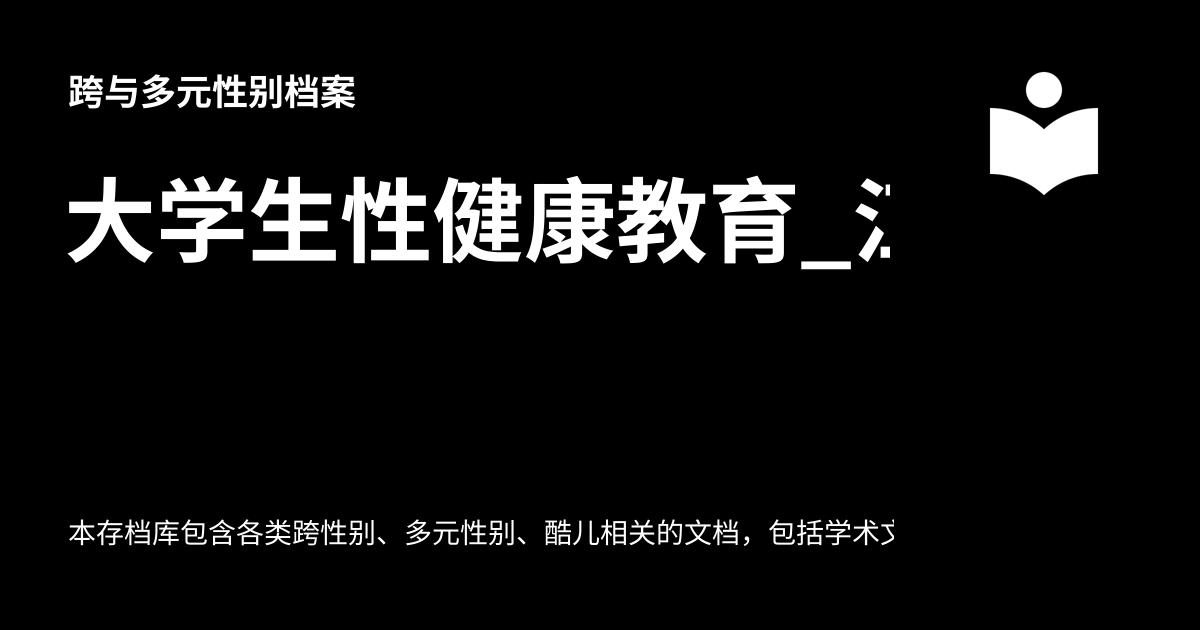 跨与多元性别档案
大学生性健康教育_
本存档库包含各类跨性别、多元性别、酷儿相关的文档，包括学术